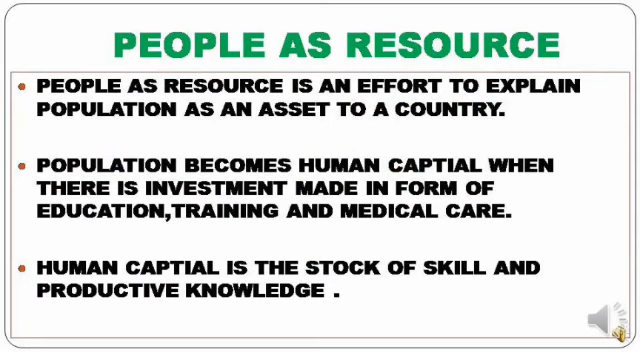 PEOPLE AS RESOURCE
PEOPLE AS RESOURCE IS AN EFFORT TO EXPLAIN
POPULATION AS AN ASSET TO A COUNTRY.
POPULATION BECOMES HUMAN CAPTIAL WHEN
THERE IS INVESTMENT MADE IN FORM OF
EDUCATION,TRAINING AND MEDICAL CARE.
HUMAN CAPTIAL IS THE STOCK OF SKILL AND
PRODUCTIVE KNOWLEDGE .